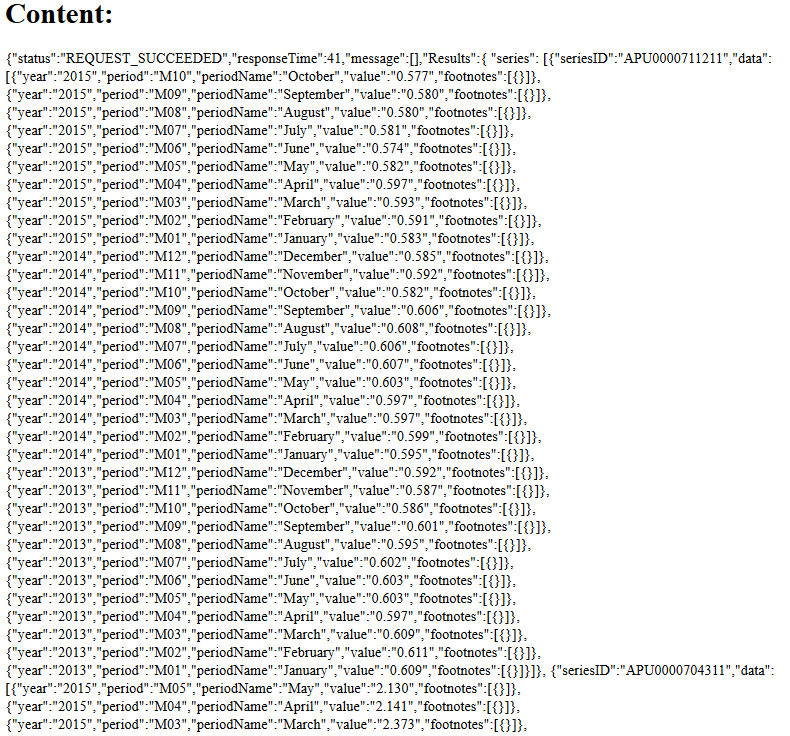 Content:
{"status":"REQUEST_SUCCEEDED","responseTime":41,"message":[],"Results":{ "series": [{"seriesID":"APU0000711211","data":
[{"year":"2015","period":"M10","periodName":"October","value":"0.577","footnotes":[{}]},
{"year":"2015","period":"M09","periodName":"September","value":"0.580","footnotes":[{}]},
{"year":"2015","period":"M08","periodName":"August","value":"0.580","footnotes":[{}]},
{"year":"2015","period":"M07","periodName":"July","value":"0.581","footnotes":[{}]},
{"year":"2015","period":"M06","periodName":"June","value":"0.574","footnotes":[{}]},
{"year":"2015","period":"M05","periodName":"May","value":"0.582","footnotes":[{}]},
{"year":"2015","period":"M04","periodName":"April","value":"0.597","footnotes":[{}]},
{"year":"2015","period":"M03","periodName":"March","value":"0.593","footnotes":[{}]},
{"year":"2015","period":"M02","periodName":"February","value":"0.591","footnotes":[{}]},
{"year":"2015","period":"M01","periodName":"January","value":"0.583","footnotes":[{}]},
{"year":"2014","period":"M12","periodName":"December","value":"0.585","footnotes":[{}]},
{"year":"2014","period":"M11","periodName":"November","value":"0.592","footnotes":[{}]},
{"year":"2014","period":"M10","periodName":"October","value":"0.582","footnotes":[{}]},
{"year":"2014","period":"M09","periodName":"September","value":"0.606","footnotes":[{}]},
{"year":"2014","period":"M08","periodName":"August","value":"0.608","footnotes":[{}]},
{"year":"2014","period":"M07","periodName":"July","value":"0.606","footnotes":[{}]},
{"year":"2014","period":"M06","periodName":"June","value":"0.607","footnotes":[{}]},
{"year":"2014","period":"M05","periodName":"May","value":"0.603","footnotes":[{}]},
{"year":"2014","period":"M04","periodName":"April","value":"0.597","footnotes":[{}]},
{"year":"2014","period":"M03","periodName":"March","value":"0.597","footnotes":[{}]},
{"year":"2014","period":"M02","periodName":"February","value":"0.599","footnotes":[{}]},
{"year":"2014","period":"M01","periodName":"January","value":"0.595","footnotes":[{}]},
{"year":"2013","period":"M12","periodName":"December","value":"0.592","footnotes":[{}]},
{"year":"2013","period":"M11","periodName":"November","value":"0.587","footnotes":[{}]},
{"year":"2013","period":"M10","periodName":"October","value":"0.586","footnotes":[{}]},
{"year":"2013","period":"M09","periodName":"September","value":"0.601","footnotes":[{}]},
{"year":"2013","period":"M08","periodName":"August","value":"0.595","footnotes":[{}]},
{"year":"2013","period":"M07","periodName":"July","value":"0.602","footnotes":[{}]},
{"year":"2013","period":"M06","periodName":"June","value":"0.603","footnotes":[{}]},
{"year":"2013","period":"M05","periodName":"May","value":"0.603","footnotes":[{}]},
{"year":"2013","period":"M04","periodName":"April","value":"0.597","footnotes":[{}]},
{"year":"2013","period":"M03","periodName":"March","value":"0.609","footnotes":[{}]},
{"year":"2013","period":"M02","periodName":"February","value":"0.611","footnotes":[{}]},
{"year":"2013","period":"M01","periodName":"January","value":"0.609","footnotes":[{}]}]}, {"seriesID":"APU0000704311","data":
[{"year":"2015","period":"M05","periodName":"May","value":"2.130","footnotes":[{}]},
{"year":"2015","period":"M04","periodName":"April","value":"2.141","footnotes":[{}]},
{"year":"2015","period":"M03","periodName":"March","value":"2.373","footnotes":[{}]},